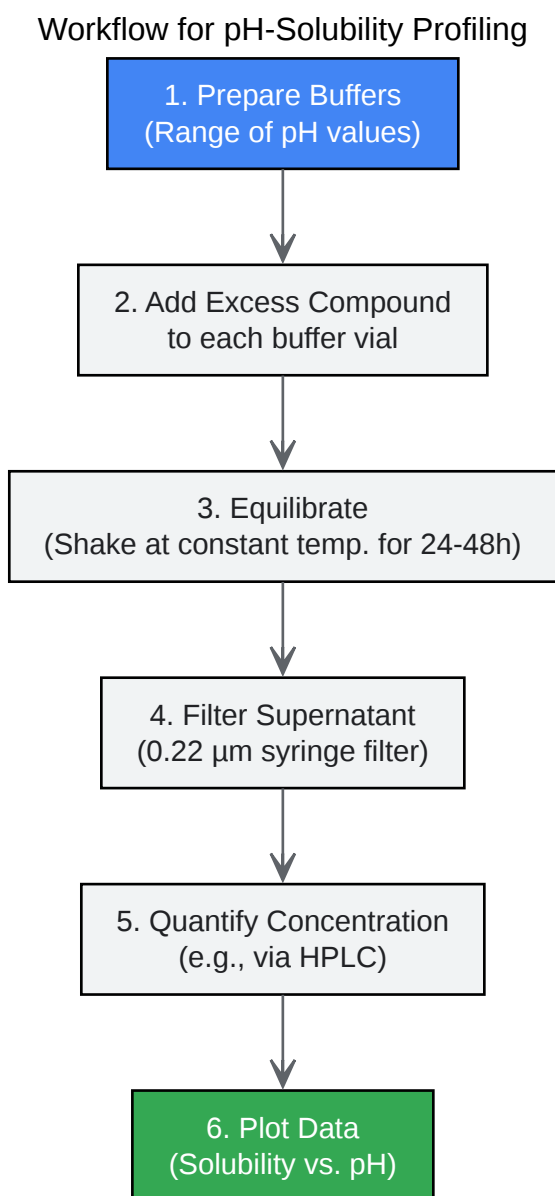 Workflow for pH-Solubility Profiling
1. Prepare Buffers
(Range of pH values)
2. Add Excess Compound
to each buffer vial
3. Equilibrate
(Shake at constant temp. for 24-48h)
4. Filter Supernatant
(0.22 µm syringe filter)
5. Quantify Concentration
(e.g., via HPLC)
6. Plot Data
(Solubility vs. pH)